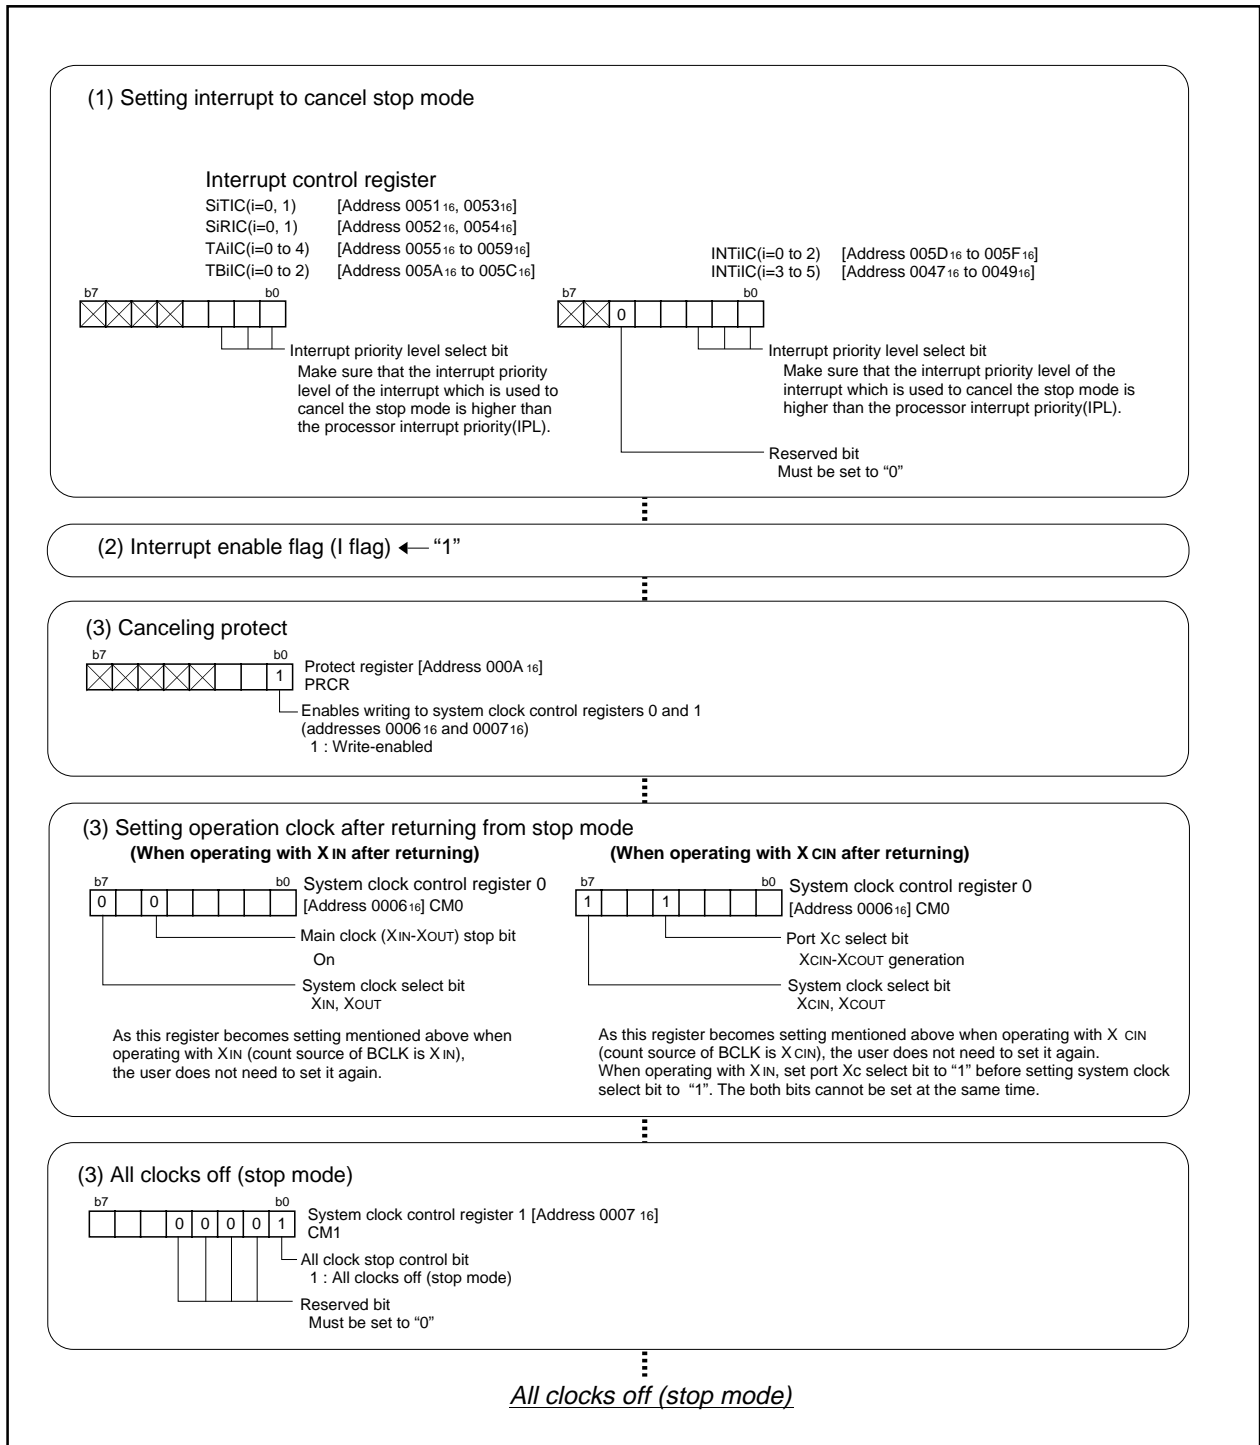 (1) Setting interrupt to cancel stop mode
Interrupt control register
SiTIC(i=0, 1) [Address 005116, 005316]
SiRIC(i=0, 1) [Address 005216, 005416]
TAiIC(i=0 to 4) [Address 005516 to 005916]
TBiIC(i=0 to 2) [Address 005A16 to 005C16]
b7 b0
Interrupt priority level select bit
Make sure that the interrupt priority
level of the interrupt which is used to
cancel the stop mode is higher than
the processor interrupt priority(IPL).
INTiIC(i=0 to 2) [Address 005D16 to 005F16]
INTiIC(i=3 to 5) [Address 004716 to 004916]
b7 b0
0
Interrupt priority level select bit
Make sure that the interrupt priority level of the
interrupt which is used to cancel the stop mode is
higher than the processor interrupt priority(IPL).
Reserved bit
Must be set to “0”
(2) Interrupt enable flag (I flag) ← “1”
(3) Canceling protect
b7 b0
1
Protect register [Address 000A16]
PRCR
Enables writing to system clock control registers 0 and 1
(addresses 000616 and 000716)
1 : Write-enabled
(3) Setting operation clock after returning from stop mode
(When operating with XIN after returning)
b7 b0
0 0
System clock control register 0
[Address 000616] CM0
Main clock (XIN-XOUT) stop bit
On
System clock select bit
XIN, XOUT
As this register becomes setting mentioned above when
operating with XIN (count source of BCLK is XIN),
the user does not need to set it again.
(When operating with XCIN after returning)
b7 b0
1 1
System clock control register 0
[Address 000616] CM0
Port XC select bit
XCIN-XCOUT generation
System clock select bit
XCIN, XCOUT
As this register becomes setting mentioned above when operating with XCIN
(count source of BCLK is XCIN), the user does not need to set it again.
When operating with XIN, set port Xc select bit to “1” before setting system clock
select bit to “1”. The both bits cannot be set at the same time.
(3) All clocks off (stop mode)
b7 b0
0 0 0 0 1
System clock control register 1 [Address 000716]
CM1
All clock stop control bit
1 : All clocks off (stop mode)
Reserved bit
Must be set to “0”
All clocks off (stop mode)